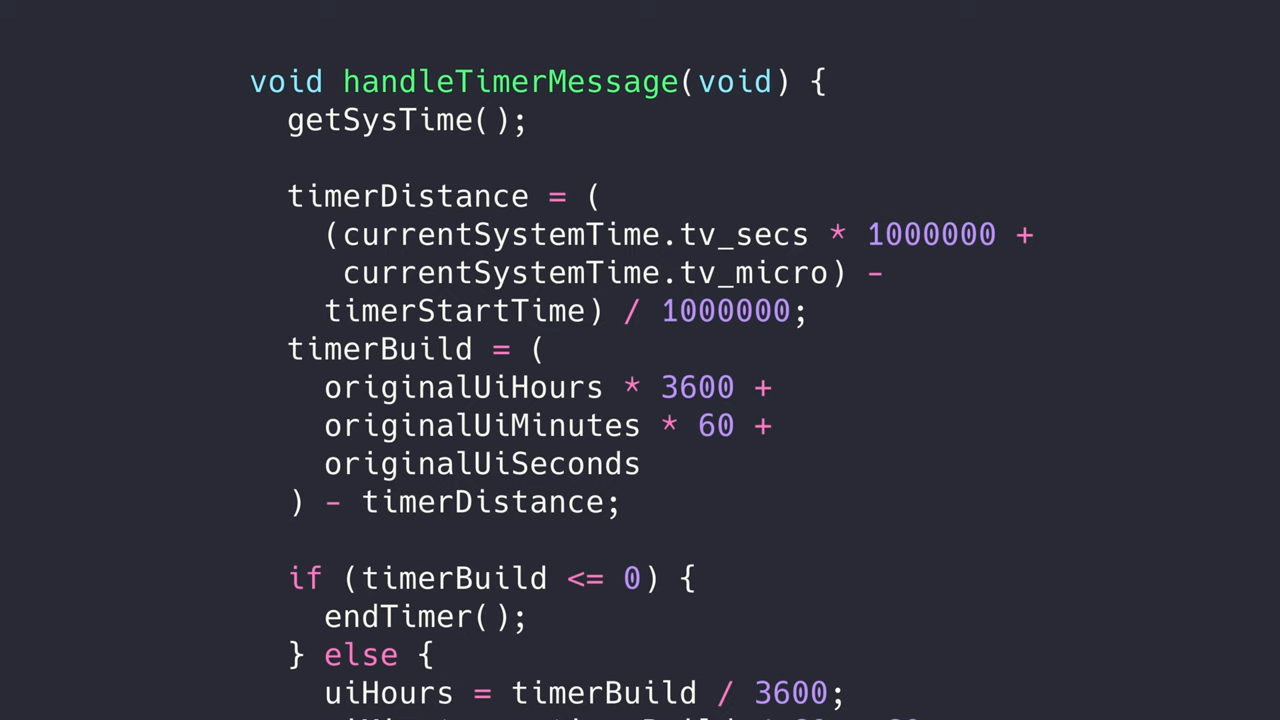 void handleTimerMessage(void) {
getSysTime();
timerDistance = (
(currentSystemTime.tv_secs * 1000000 +
currentSystemTime.tv_micro) -
timerStartTime) / 1000000;
timerBuild = (
originalUiHours * 3600 +
originalUiMinutes * 60 +
originalUiSeconds
) - timerDistance;
if (timerBuild <= 0) {
endTimer();
} else {
uiHours = timerBuild / 3600;